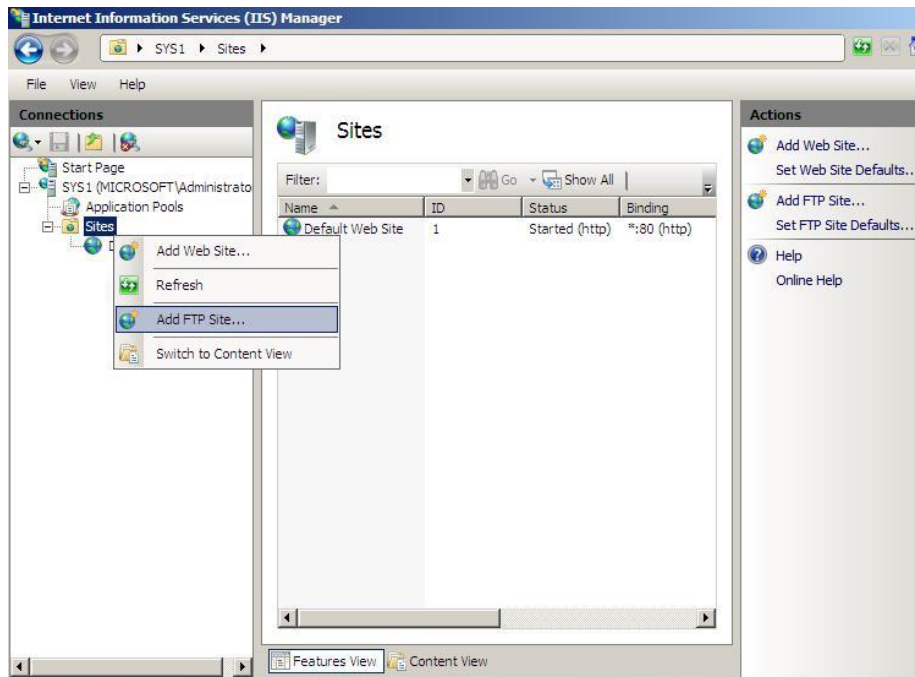 Internet Information Services (IIS) Manager
SYS1 Sites
File View Help
Connections
Start Page
SYS1 (MICROSOFT\Administrato
Application Pools
Sites
D
Add Web Site...
Refresh
Add FTP Site...
Switch to Content View
Sites
Filter: Go Show All
Name ID Status Binding
Default Web Site 1 Started (http) *:80 (http)
Features View Content View
Actions
Add Web Site...
Set Web Site Defaults...
Add FTP Site...
Set FTP Site Defaults...
Help
Online Help